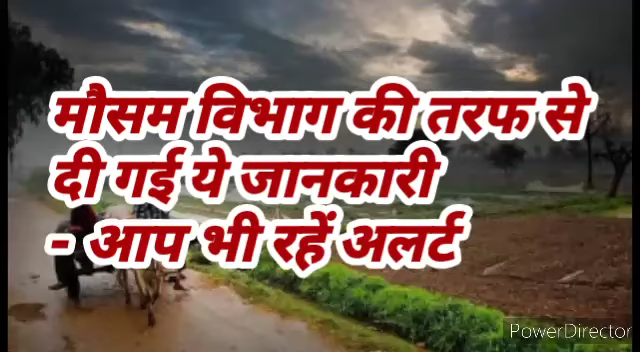 मौसम विभाग की तरफ से
दी गई ये जानकारी
- आप भी रहें अलर्ट
PowerDirector